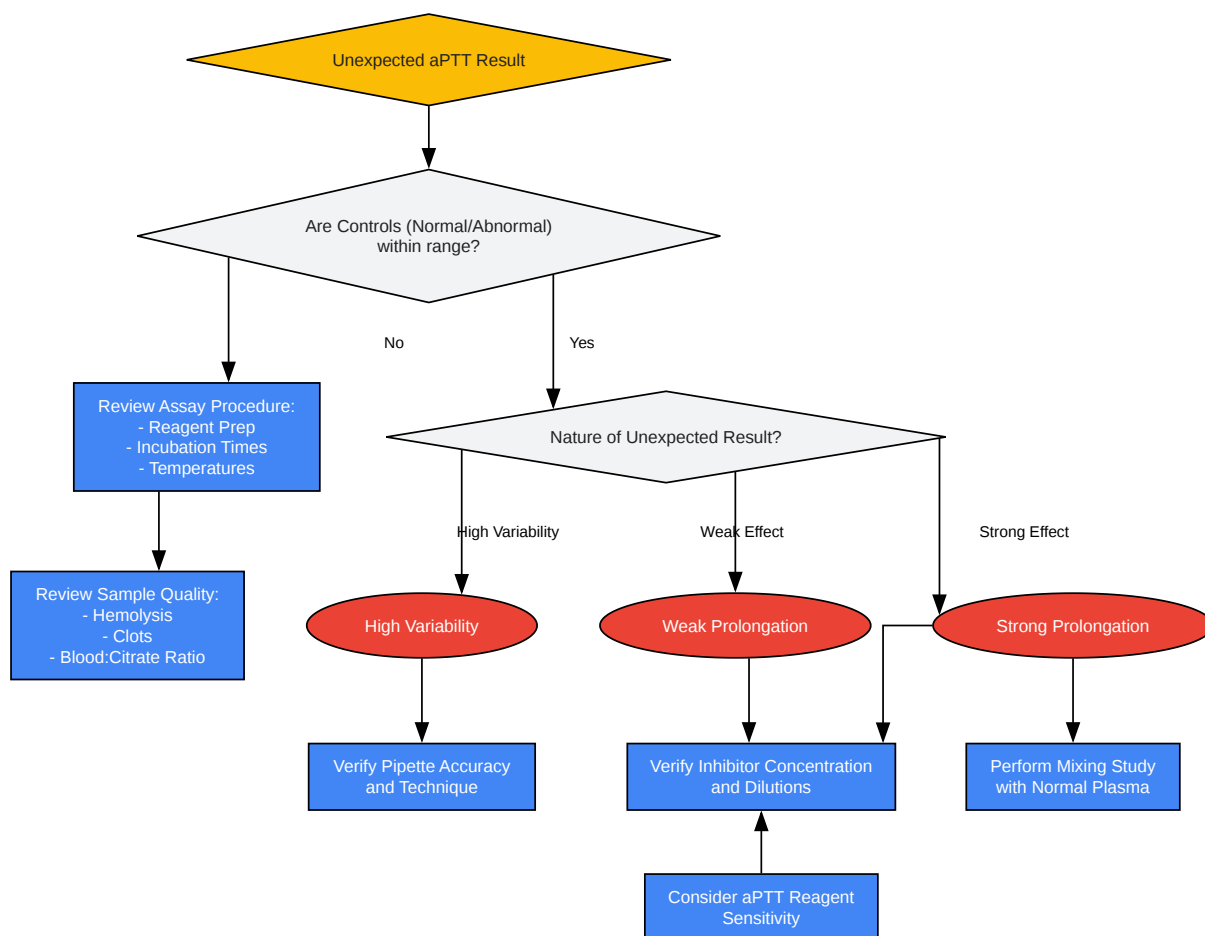 Unexpected aPTT Result
Are Controls (Normal/Abnormal)
within range?
No
Yes
Review Assay Procedure:
- Reagent Prep
- Incubation Times
- Temperatures
Nature of Unexpected Result?
High Variability
Weak Effect
Strong Effect
Review Sample Quality:
- Hemolysis
- Clots
- Blood:Citrate Ratio
High Variability
Weak Prolongation
Strong Prolongation
Verify Pipette Accuracy
and Technique
Verify Inhibitor Concentration
and Dilutions
Perform Mixing Study
with Normal Plasma
Consider aPTT Reagent
Sensitivity